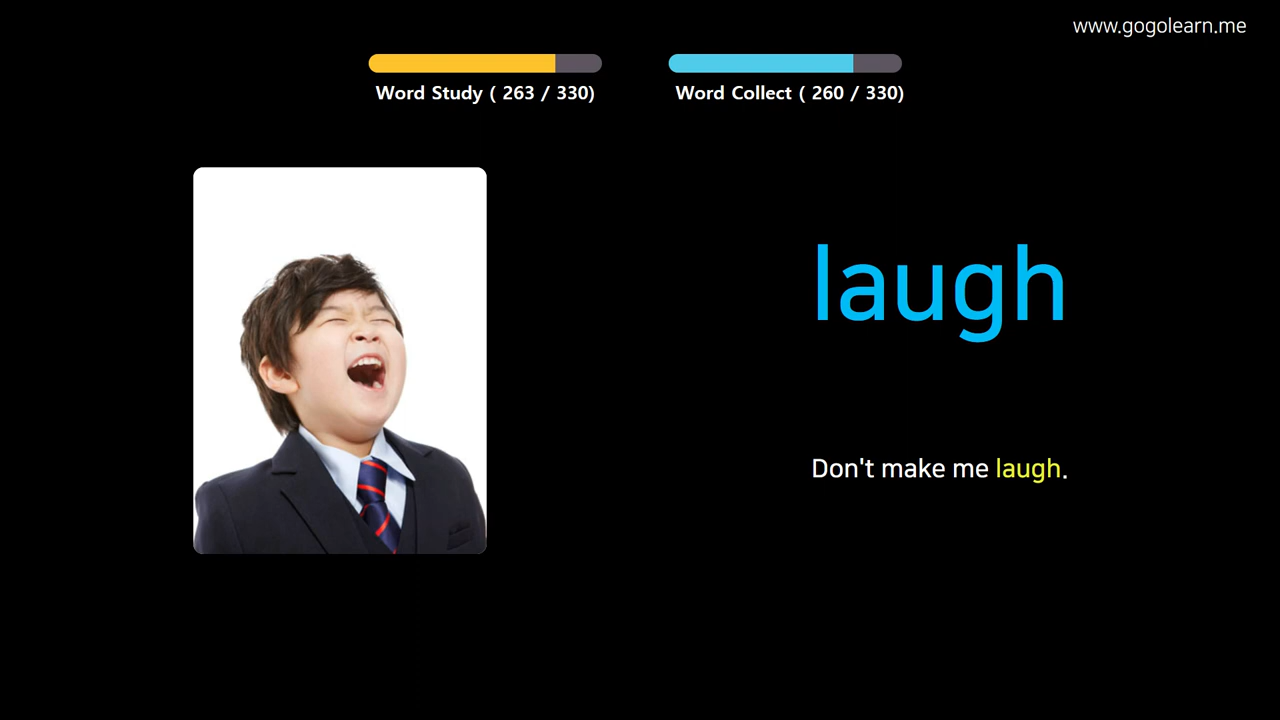 www.gogolearn.me
Word Study ( 263 / 330)
Word Collect ( 260 / 330)
laugh
Don't make me laugh.